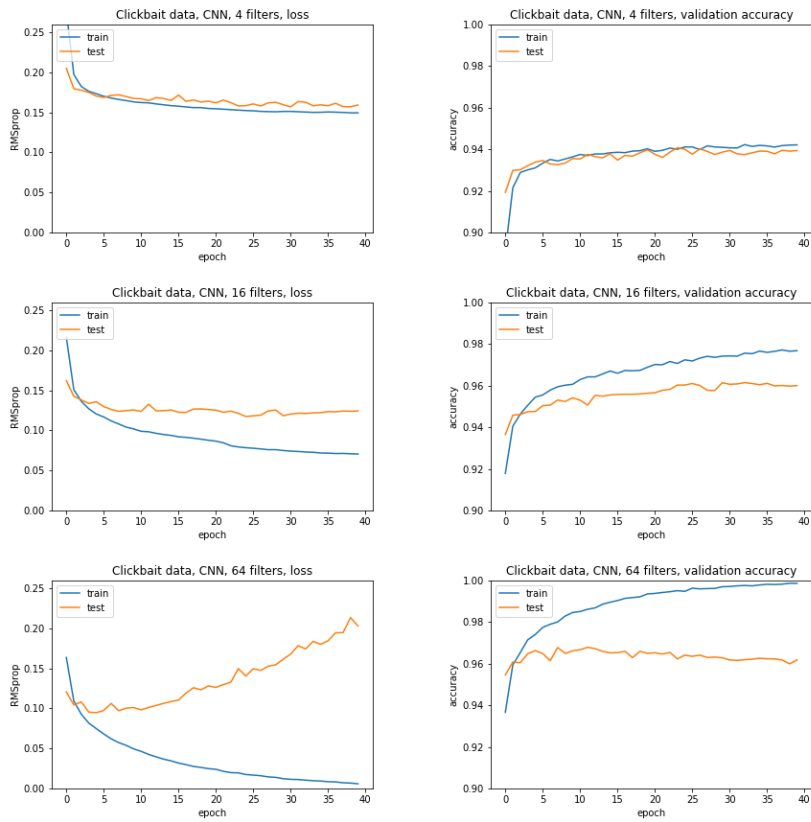 Clickbait data, CNN, 4 filters, loss
train
test
RMSprop
0.25
0.20
0.15
0.10
0.05
0.00
0 5 10 15 20 25 30 35 40
epoch
Clickbait data, CNN, 4 filters, validation accuracy
train
test
accuracy
1.00
0.98
0.96
0.94
0.92
0.90
0 5 10 15 20 25 30 35 40
epoch
Clickbait data, CNN, 16 filters, loss
train
test
RMSprop
0.25
0.20
0.15
0.10
0.05
0.00
0 5 10 15 20 25 30 35 40
epoch
Clickbait data, CNN, 16 filters, validation accuracy
train
test
accuracy
1.00
0.98
0.96
0.94
0.92
0.90
0 5 10 15 20 25 30 35 40
epoch
Clickbait data, CNN, 64 filters, loss
train
test
RMSprop
0.25
0.20
0.15
0.10
0.05
0.00
0 5 10 15 20 25 30 35 40
epoch
Clickbait data, CNN, 64 filters, validation accuracy
train
test
accuracy
1.00
0.98
0.96
0.94
0.92
0.90
0 5 10 15 20 25 30 35 40
epoch